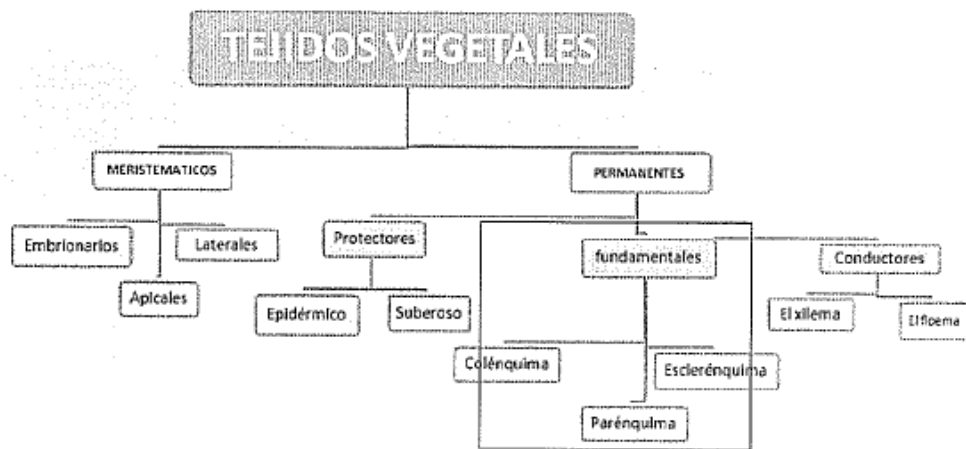 TEJIDOS VEGETALES
MERISTEMATICOS
PERMANENTES
Embrionarios
Laterales
Apicales
Protectores
fundamentales
Conductores
Epidérmico
Suberoso
El xilema
El floema
Colénquima
Esclerénquima
Parénquima